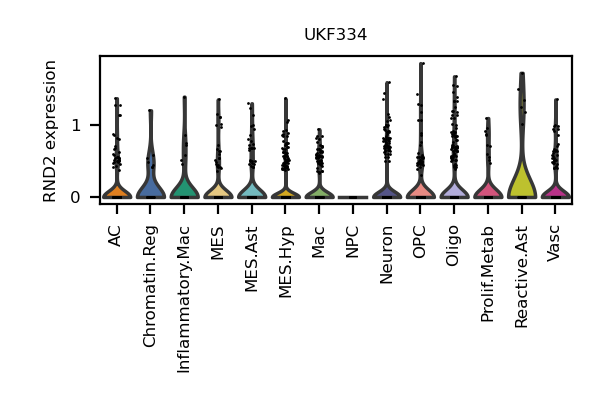 UKF334
RND2 expression
1
0
AC
Chromatin.Reg
Inflammatory.Mac
MES
MES.Ast
MES.Hyp
Mac
NPC
Neuron
OPC
Oligo
Prolif.Metab
Reactive.Ast
Vasc